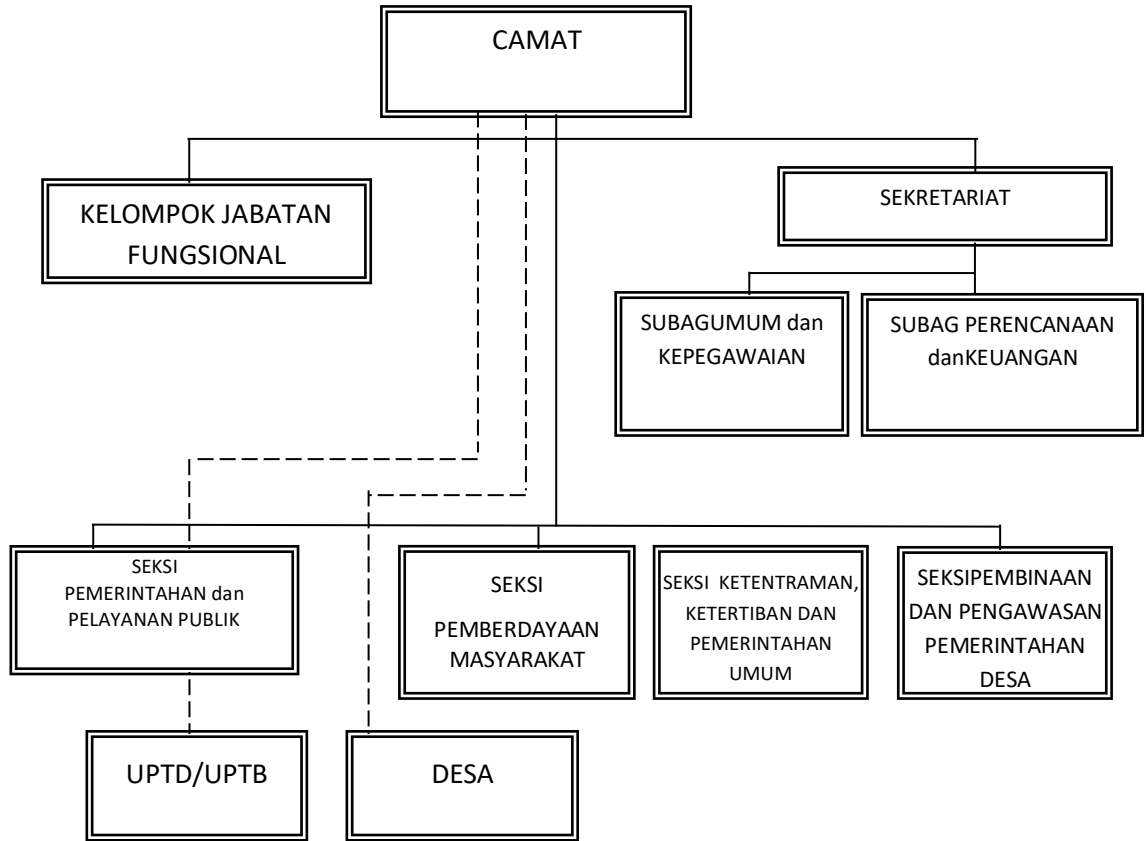 CAMAT
KELOMPOK JABATAN
FUNGSIONAL
SEKRETARIAT
SUBAGUMUM dan
KEPEGAWAIAN
SUBAG PERENCANAAN
danKEUANGAN
SEKSI
PEMERINTAHAN dan
PELAYANAN PUBLIK
SEKSI
PEMBERDAYAAN
MASYARAKAT
SEKSI KETENTRAMAN,
KETERTIBAN DAN
PEMERINTAHAN
UMUM
SEKSIPEMBINAAN
DAN PENGAWASAN
PEMERINTAHAN
DESA
UPTD/UPTB
DESA